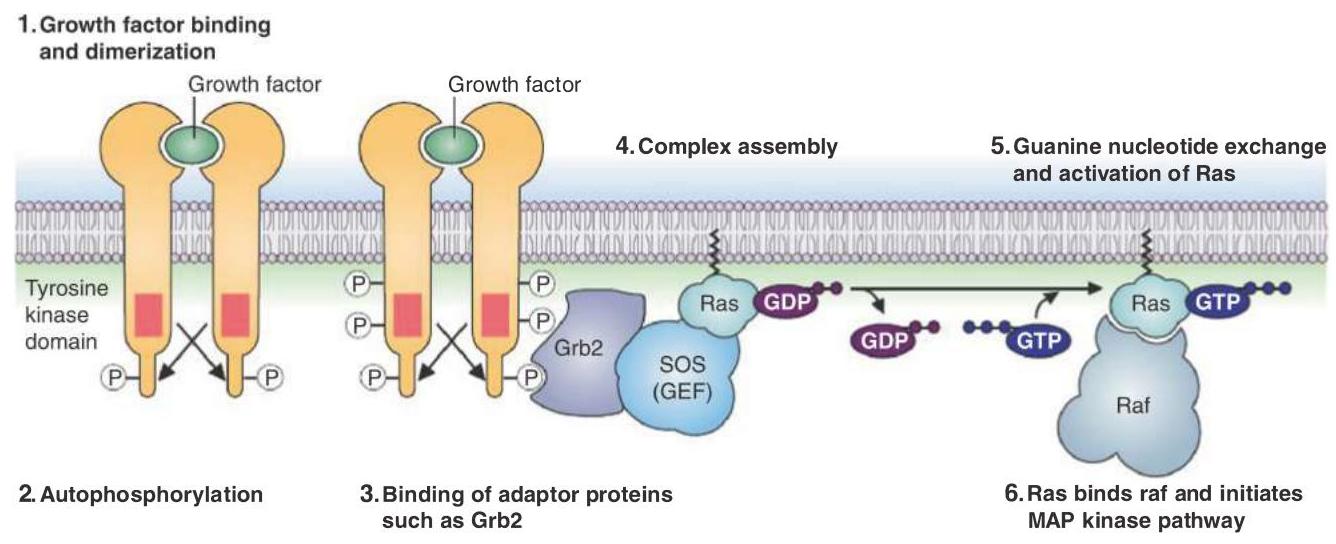 1. Growth factor binding
and dimerization
Growth factor
Growth factor
4. Complex assembly
5. Guanine nucleotide exchange
and activation of Ras
Tyrosine
kinase
domain
P
P
P
P
P
P
P
P
Grb2
SOS
(GEF)
Ras
GDP
GDP
GTP
Ras
GTP
Raf
2. Autophosphorylation
3. Binding of adaptor proteins
such as Grb2
6. Ras binds raf and initiates
MAP kinase pathway